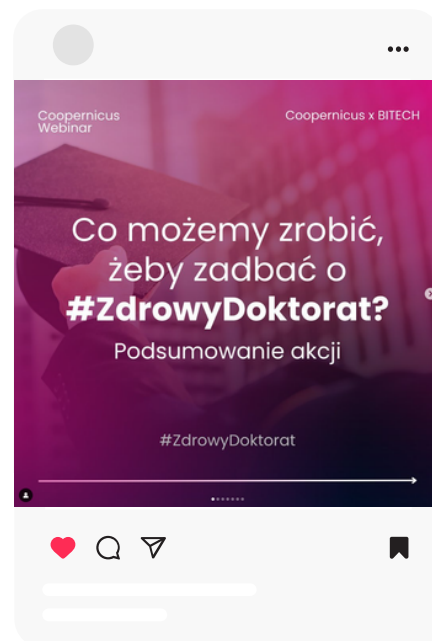 Coopernicus
Webinar
Coopernicus x BITECH
Co możemy zrobić,
żeby zadbać o
#ZdrowyDoktorat?
Podsumowanie akcji
#ZdrowyDoktorat